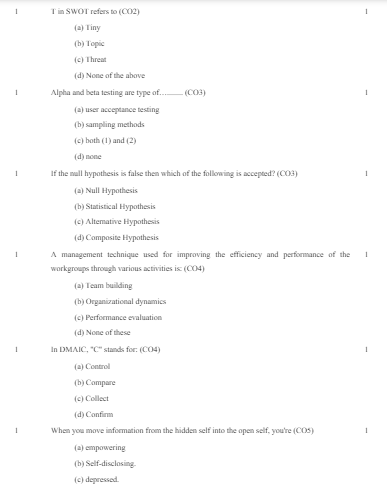 1 T in SWOT refers to (CO2) 1
(a) Tiny
(b) Topic
(c) Threat
(d) None of the above
1 Alpha and beta testing are type of.......... (CO3) 1
(a) user acceptance testing
(b) sampling methods
(c) both (1) and (2)
(d) none
1 If the null hypothesis is false then which of the following is accepted? (CO3) 1
(a) Null Hypothesis
(b) Statistical Hypothesis
(c) Alternative Hypothesis
(d) Composite Hypothesis
1 A management technique used for improving the efficiency and performance of the 1
workgroups through various activities is: (CO4)
(a) Team building
(b) Organizational dynamics
(c) Performance evaluation
(d) None of these
1 In DMAIC, "C" stands for: (CO4) 1
(a) Control
(b) Compare
(c) Collect
(d) Confirm
1 When you move information from the hidden self into the open self, you're (CO5) 1
(a) empowering
(b) Self-disclosing.
(c) depressed.